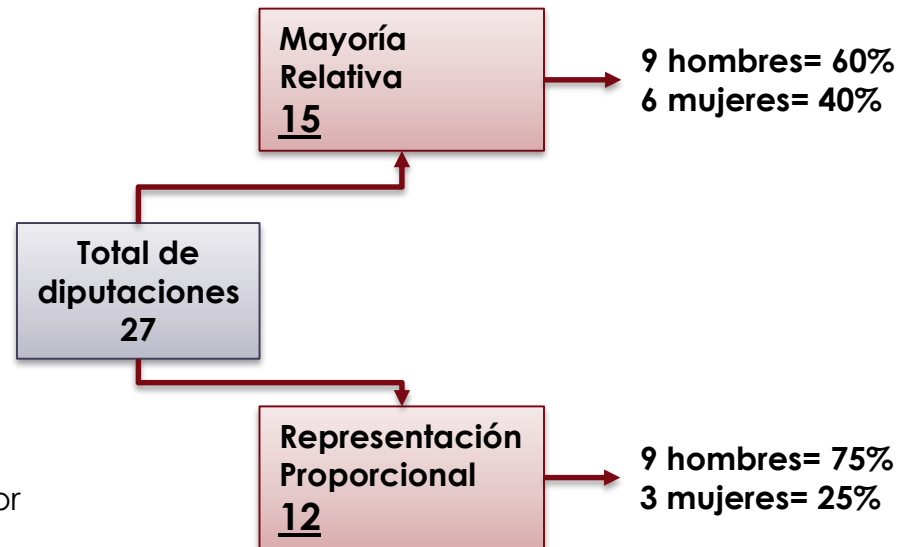 Mayoría
Relativa
15
9 hombres= 60%
6 mujeres= 40%
Total de
diputaciones
27
Representación
Proporcional
12
9 hombres= 75%
3 mujeres= 25%
or